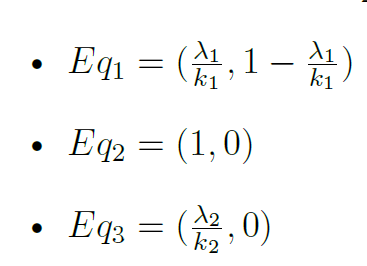 • Eq₁ = (λ₁/k₁, 1 − λ₁/k₁)
• Eq₂ = (1, 0)
• Eq₃ = (λ₂/k₂, 0)